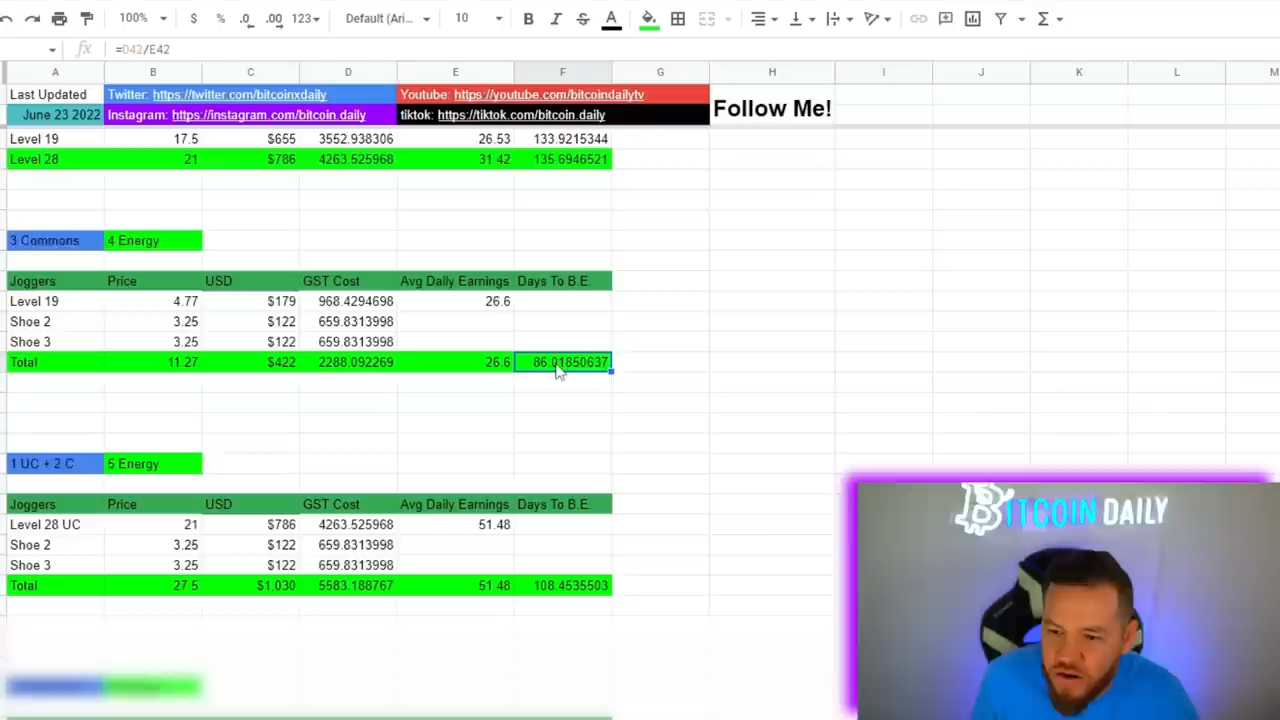 100% $ % .0 .00 123 Default (Ari... 10 B I S A
fx =D42/E42
A B C D E F G H I J K L M
Last Updated Twitter: https://twitter.com/bitcoinxdaily Youtube: https://youtube.com/bitcoindailytv
June 23 2022 Instagram: https://instagram.com/bitcoin.daily tiktok: https://tiktok.com/bitcoin.daily Follow Me!
Level 19 17.5 $655 3552.938306 26.53 133.9215344
Level 28 21 $786 4263.525968 31.42 135.6946521
3 Commons 4 Energy
Joggers Price USD GST Cost Avg Daily Earnings Days To B.E.
Level 19 4.77 $179 968.4294698 26.6
Shoe 2 3.25 $122 659.8313998
Shoe 3 3.25 $122 659.8313998
Total 11.27 $422 2288.092269 26.6 86.01850637
1 UC + 2 C 5 Energy
Joggers Price USD GST Cost Avg Daily Earnings Days To B.E.
Level 28 UC 21 $786 4263.525968 51.48
Shoe 2 3.25 $122 659.8313998
Shoe 3 3.25 $122 659.8313998
Total 27.5 $1,030 5583.188767 51.48 108.4535503
BITCOIN DAILY